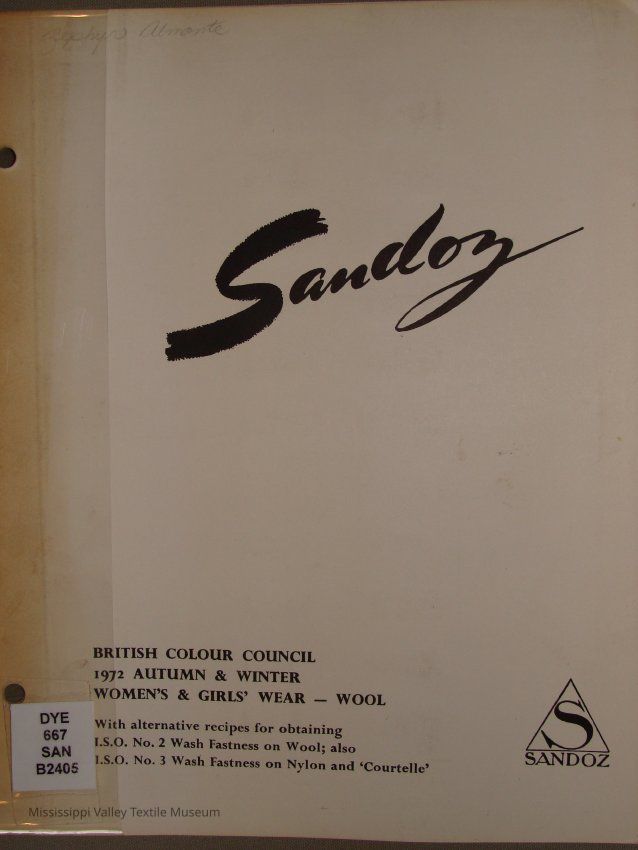 Zephyr Almonte
Sandoz
BRITISH COLOUR COUNCIL
1972 AUTUMN & WINTER
WOMEN'S & GIRLS' WEAR — WOOL
With alternative recipes for obtaining
I.S.O. No. 2 Wash Fastness on Wool; also
I.S.O. No. 3 Wash Fastness on Nylon and 'Courtelle'
S
SANDOZ
DYE
667
SAN
B2405
Mississippi Valley Textile Museum